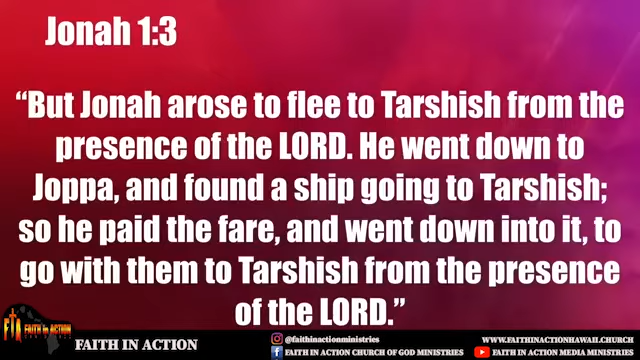 Jonah 1:3
“But Jonah arose to flee to Tarshish from the
presence of the LORD. He went down to
Joppa, and found a ship going to Tarshish;
so he paid the fare, and went down into it, to
go with them to Tarshish from the presence
of the LORD.”
FIA FAITH in ACTION
FAITH IN ACTION
@faithinactionministries
WWW.FAITHINACTIONHAWAII.CHURCH
FAITH IN ACTION CHURCH OF GOD MINISTRIES
FAITH IN ACTION MEDIA MINISTRIES